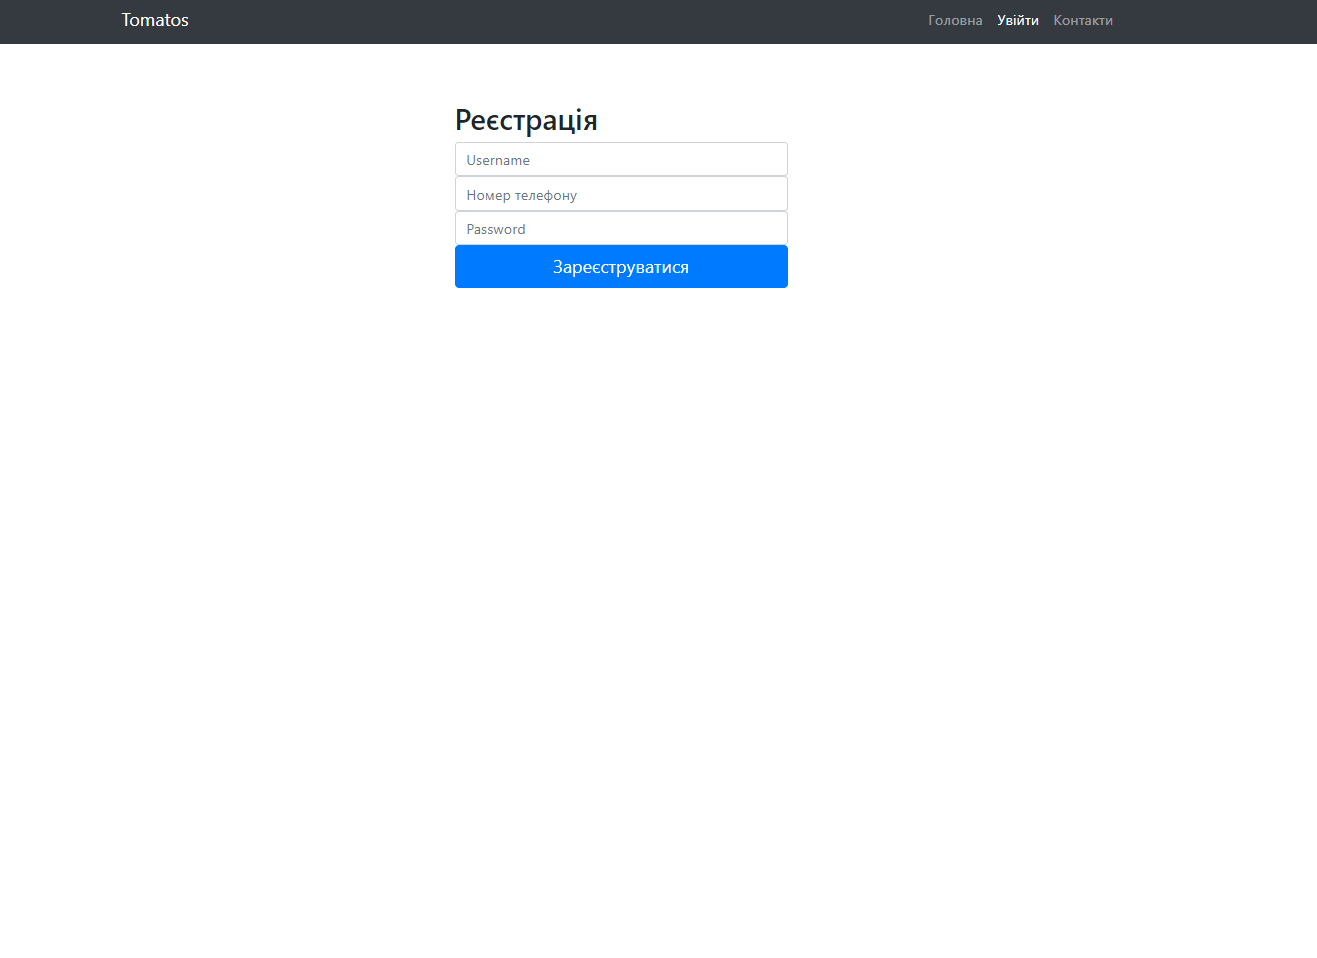 Tomatos Головна Увійти Контакти
Реєстрація
Username
Номер телефону
Password
Зареєструватися